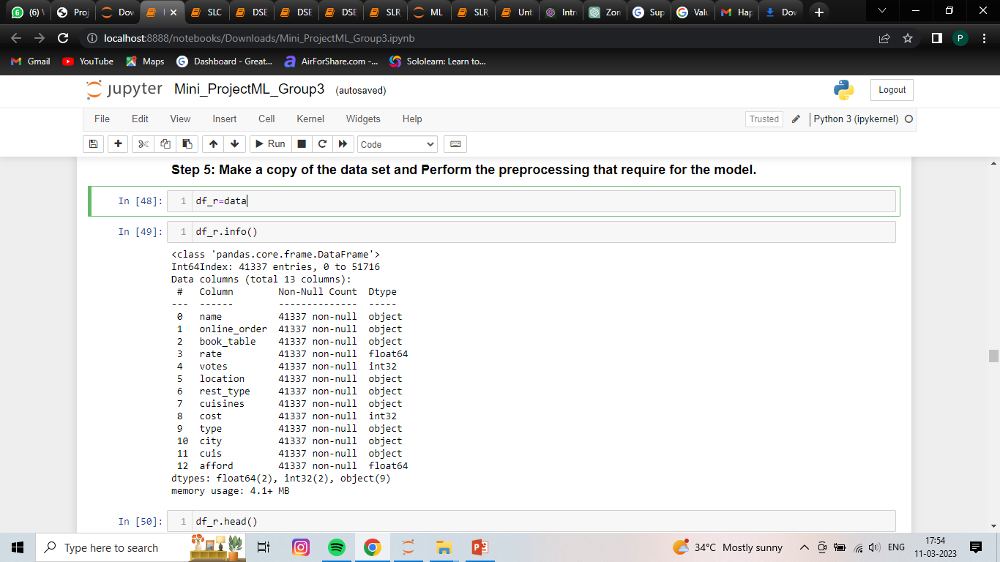 (6) Proj Dov SLC DSE DSE DSE SLR ML SLR Unt Intr Zon Sup Valu Hap Dov
localhost:8888/notebooks/Downloads/Mini_ProjectML_Group3.ipynb P
Gmail YouTube Maps Dashboard - Great... AirForShare.com -... Sololearn: Learn to...
jupyter Mini_ProjectML_Group3 (autosaved) Logout
File Edit View Insert Cell Kernel Widgets Help Trusted Python 3 (ipykernel)
Run Code
Step 5: Make a copy of the data set and Perform the preprocessing that require for the model.
In [48]: 1 df_r=data
In [49]: 1 df_r.info()
<class 'pandas.core.frame.DataFrame'>
Int64Index: 41337 entries, 0 to 51716
Data columns (total 13 columns):
# Column Non-Null Count Dtype
--- ------ -------------- -----
0 name 41337 non-null object
1 online_order 41337 non-null object
2 book_table 41337 non-null object
3 rate 41337 non-null float64
4 votes 41337 non-null int32
5 location 41337 non-null object
6 rest_type 41337 non-null object
7 cuisines 41337 non-null object
8 cost 41337 non-null int32
9 type 41337 non-null object
10 city 41337 non-null object
11 cuis 41337 non-null object
12 afford 41337 non-null float64
dtypes: float64(2), int32(2), object(9)
memory usage: 4.1+ MB
In [50]: 1 df_r.head()
Type here to search 34°C Mostly sunny ENG 17:54
11-03-2023